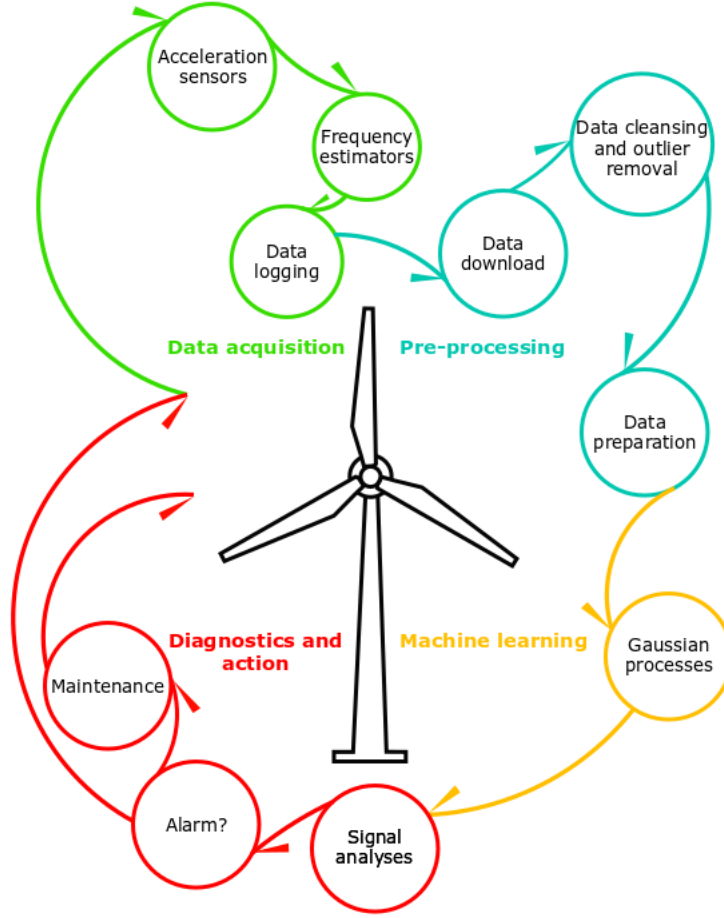 Acceleration
sensors
Frequency
estimators
Data
logging
Data
download
Data cleansing
and outlier
removal
Data acquisition
Pre-processing
Data
preparation
Gaussian
processes
Machine learning
Diagnostics and
action
Signal
analyses
Alarm?
Maintenance